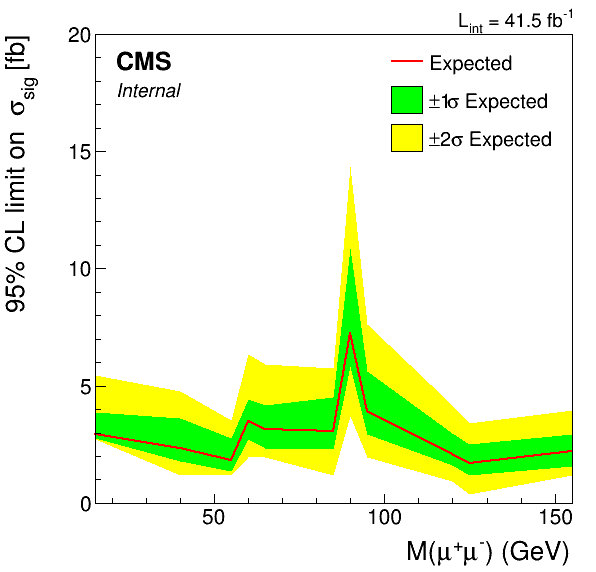 L_int = 41.5 fb⁻¹
CMS
Internal
Expected
±1σ Expected
±2σ Expected
95% CL limit on σ_sig [fb]
20
15
10
5
0
50 100 150
M(μ⁺μ⁻) (GeV)